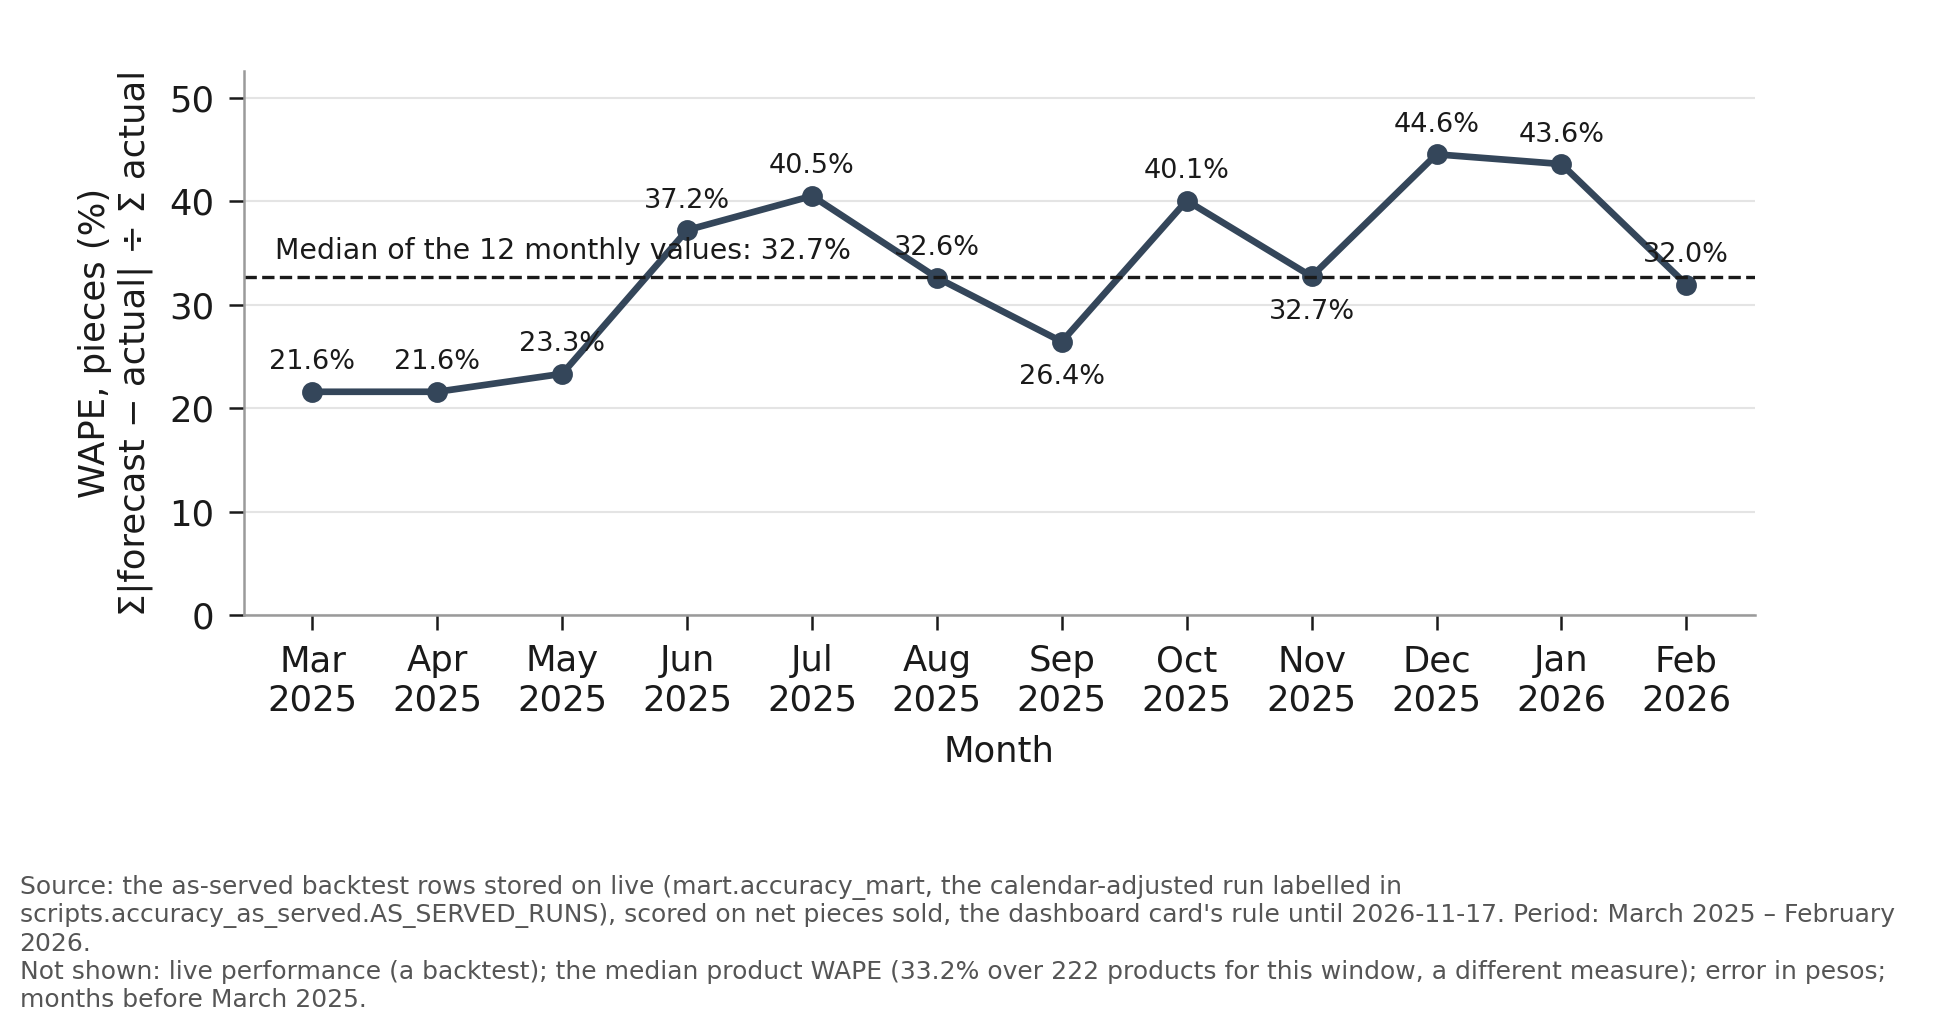 WAPE, pieces (%)
Σ|forecast − actual| ÷ Σ actual
50
40
30
20
10
0
44.6%
43.6%
40.5%
40.1%
37.2%
Median of the 12 monthly values: 32.7%
32.6%
32.0%
32.7%
23.3%
21.6%
21.6%
26.4%
Mar
2025
Apr
2025
May
2025
Jun
2025
Jul
2025
Aug
2025
Sep
2025
Oct
2025
Nov
2025
Dec
2025
Jan
2026
Feb
2026
Month
Source: the as-served backtest rows stored on live (mart.accuracy_mart, the calendar-adjusted run labelled in
scripts.accuracy_as_served.AS_SERVED_RUNS), scored on net pieces sold, the dashboard card's rule until 2026-11-17. Period: March 2025 – February
2026.
Not shown: live performance (a backtest); the median product WAPE (33.2% over 222 products for this window, a different measure); error in pesos;
months before March 2025.